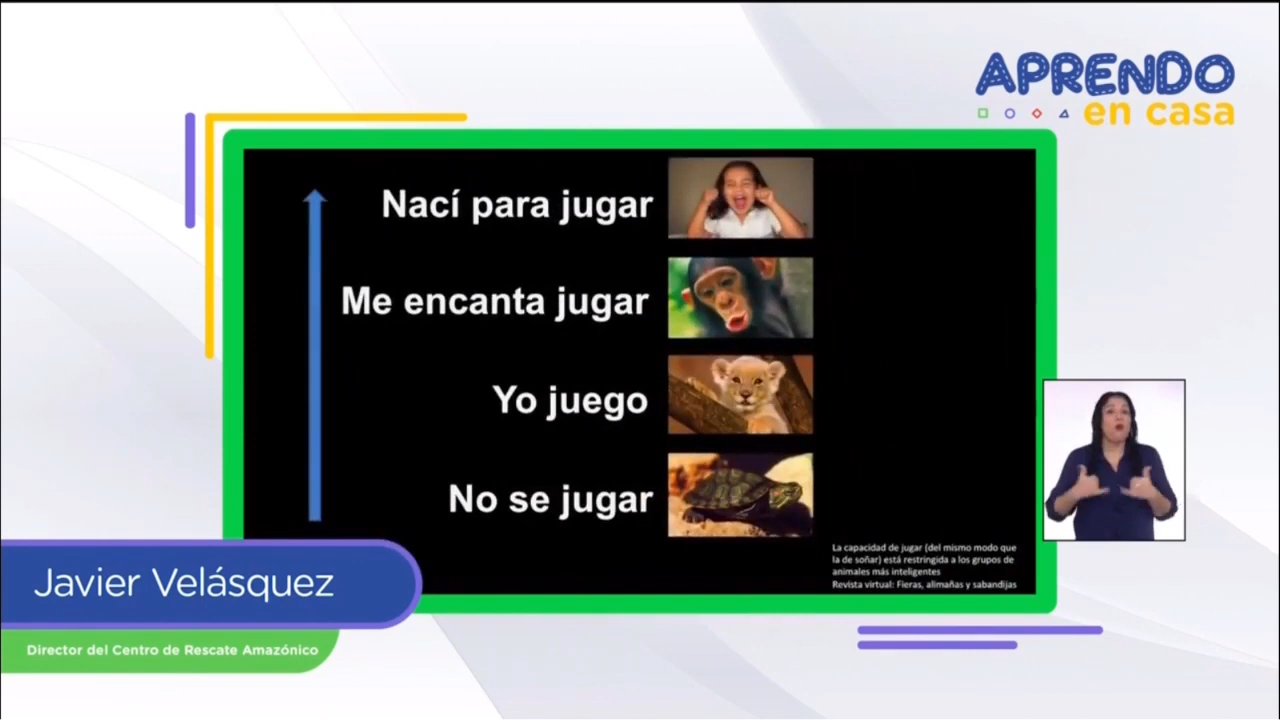 APRENDO
en casa
Nací para jugar
Me encanta jugar
Yo juego
No se jugar
La capacidad de jugar (del mismo modo que
la de soñar) está restringida a los grupos de
animales más inteligentes
Revista virtual: Fieras, alimañas y sabandijas
Javier Velásquez
Director del Centro de Rescate Amazónico